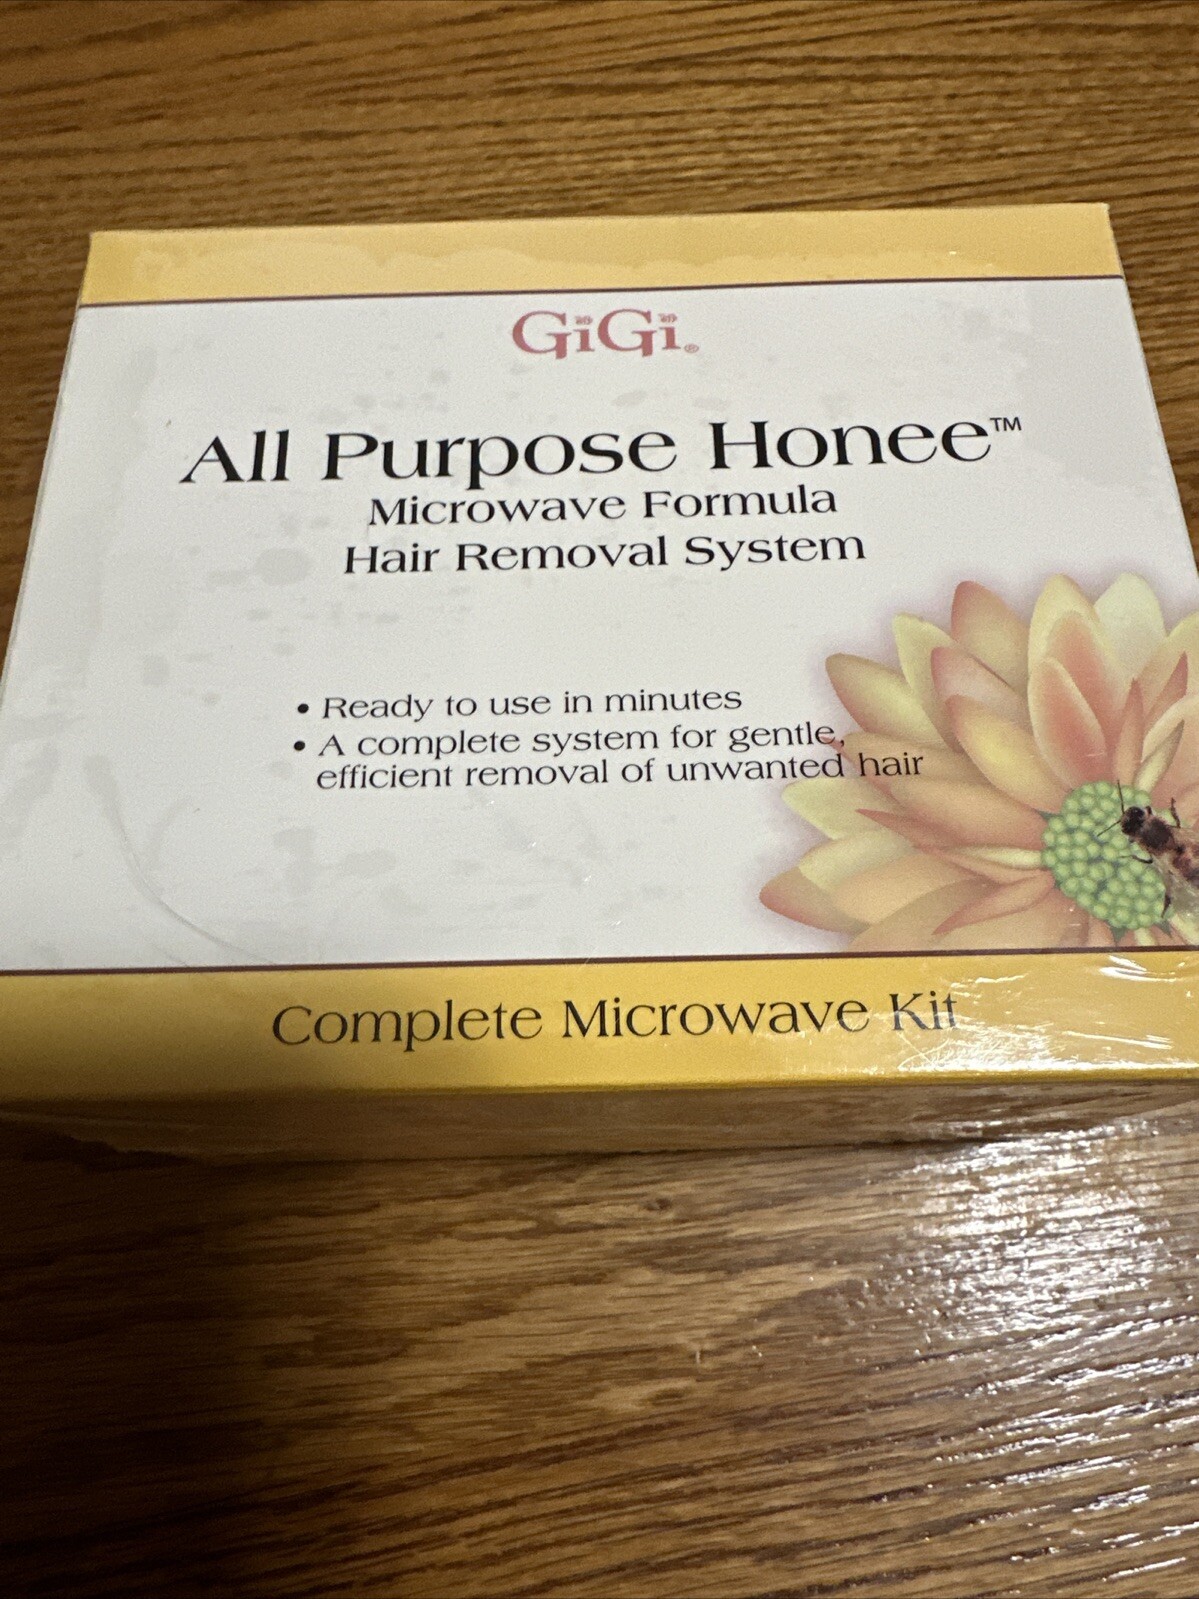 GiGi®
All Purpose Honee™
Microwave Formula
Hair Removal System
• Ready to use in minutes
• A complete system for gentle,
efficient removal of unwanted hair
Complete Microwave Kit